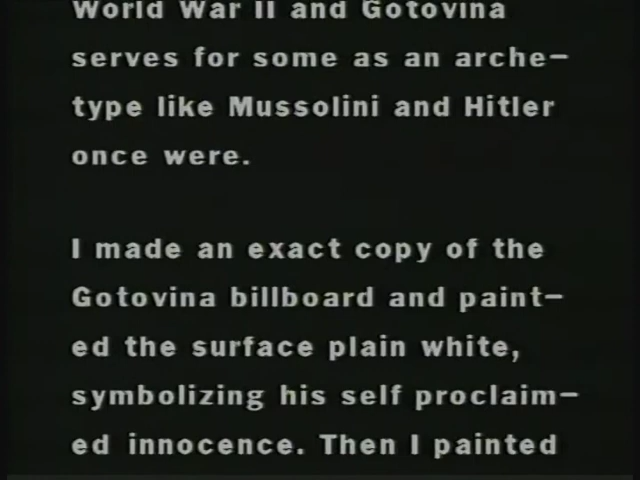 World War II and Gotovina
serves for some as an arche-
type like Mussolini and Hitler
once were.
I made an exact copy of the
Gotovina billboard and paint-
ed the surface plain white,
symbolizing his self proclaim-
ed innocence. Then I painted